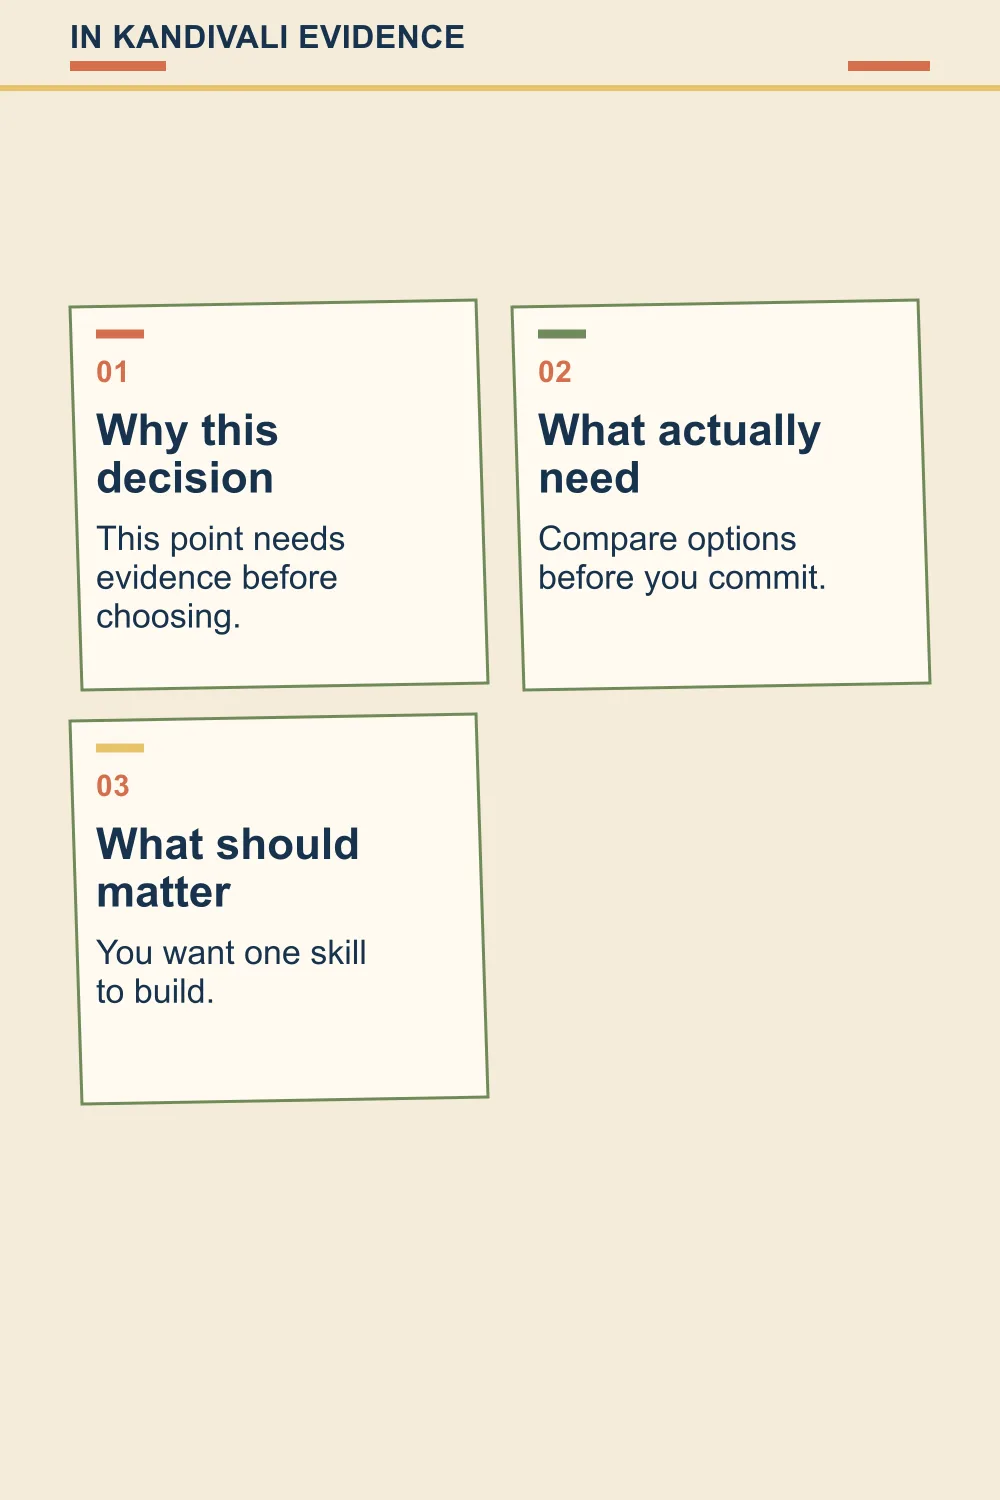 IN KANDIVALI EVIDENCE
01
Why this
decision
This point needs
evidence before
choosing.
02
What actually
need
Compare options
before you commit.
03
What should
matter
You want one skill
to build.